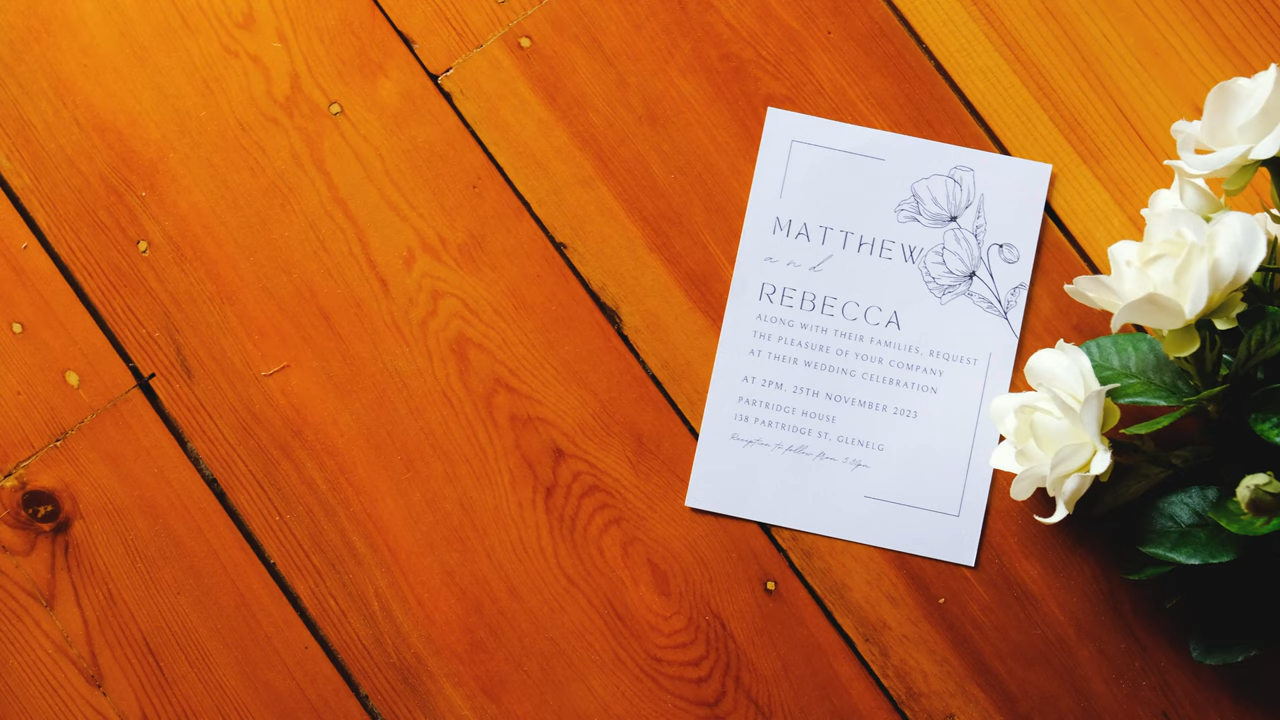 MATTHEW
and
REBECCA
ALONG WITH THEIR FAMILIES, REQUEST
THE PLEASURE OF YOUR COMPANY
AT THEIR WEDDING CELEBRATION
AT 2PM, 25TH NOVEMBER 2023
PARTRIDGE HOUSE
138 PARTRIDGE ST, GLENELG
Reception to follow from 5:30pm